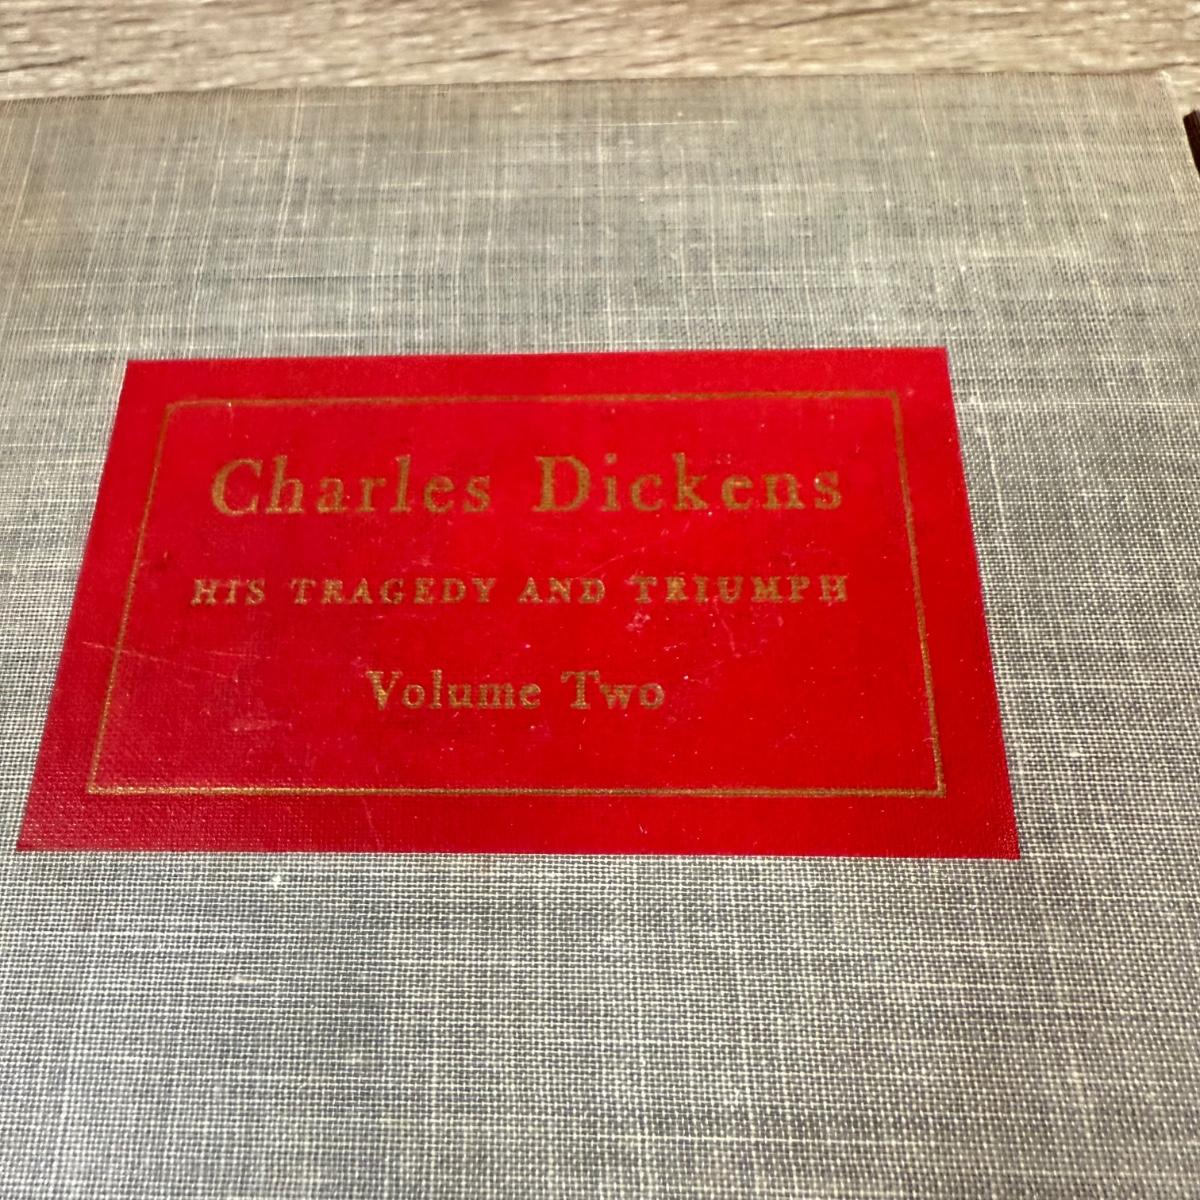 Charles Dickens
HIS TRAGEDY AND TRIUMPH
Volume Two